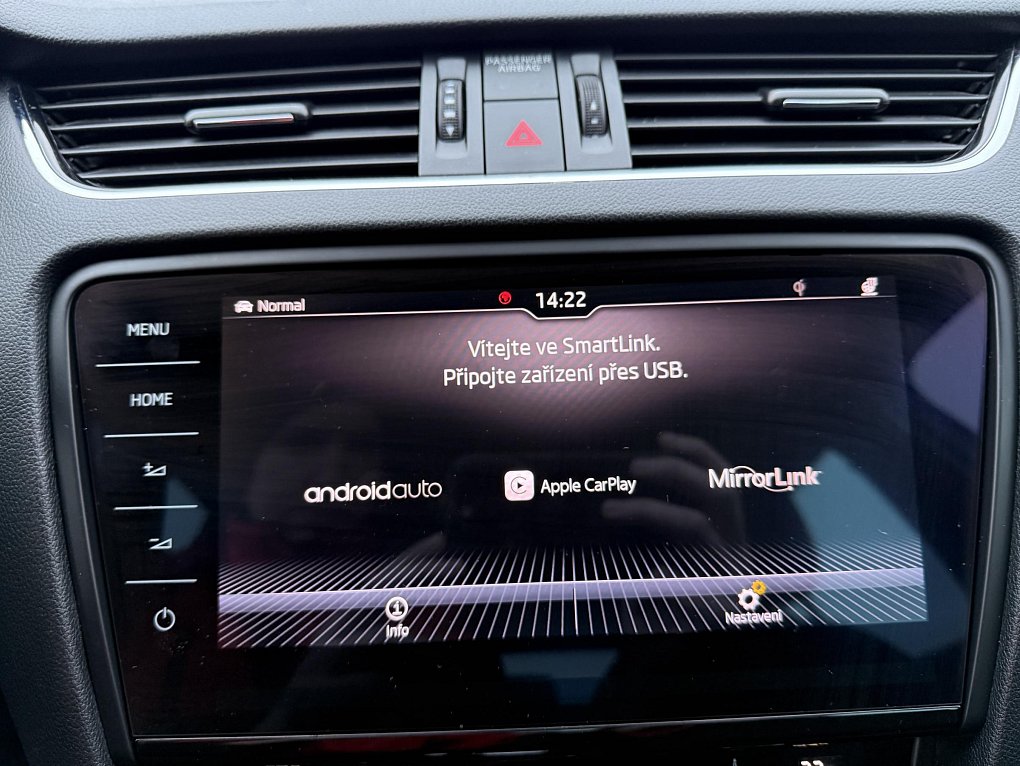 PASSENGER
AIRBAG
Normal
14:22
MENU
HOME
Vítejte ve SmartLink.
Připojte zařízení přes USB.
androidauto
Apple CarPlay
MirrorLink
Info
Nastavení